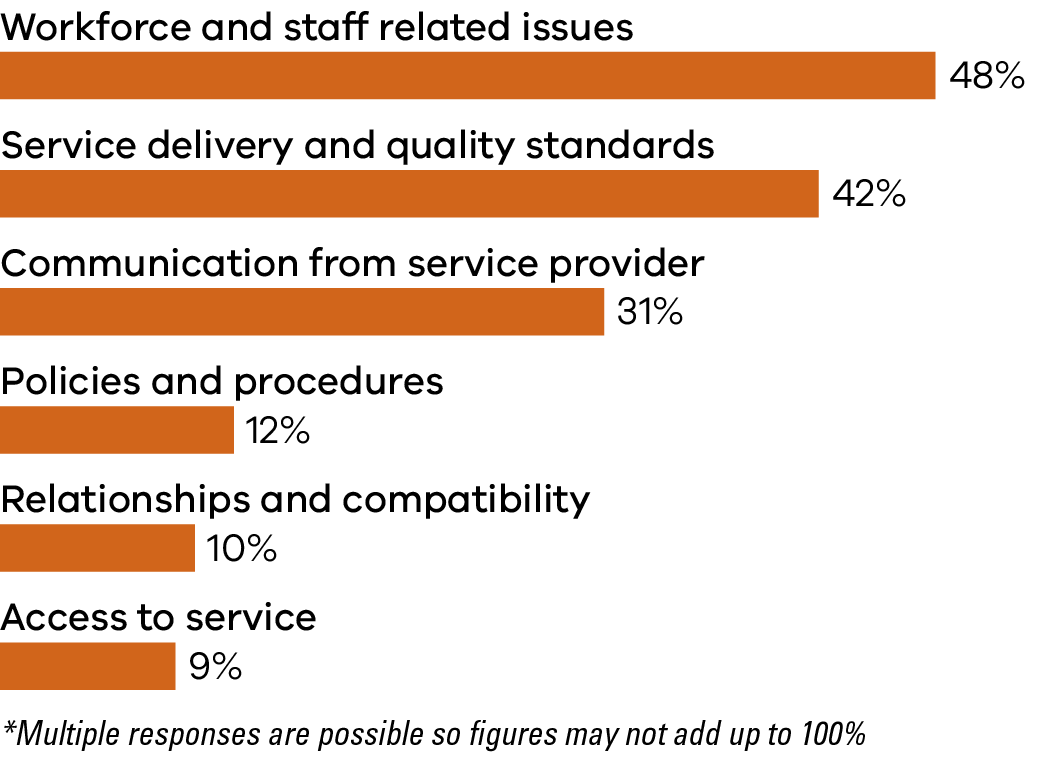 Workforce and staff related issues
48%
Service delivery and quality standards
42%
Communication from service provider
31%
Policies and procedures
12%
Relationships and compatibility
10%
Access to service
9%
*Multiple responses are possible so figures may not add up to 100%